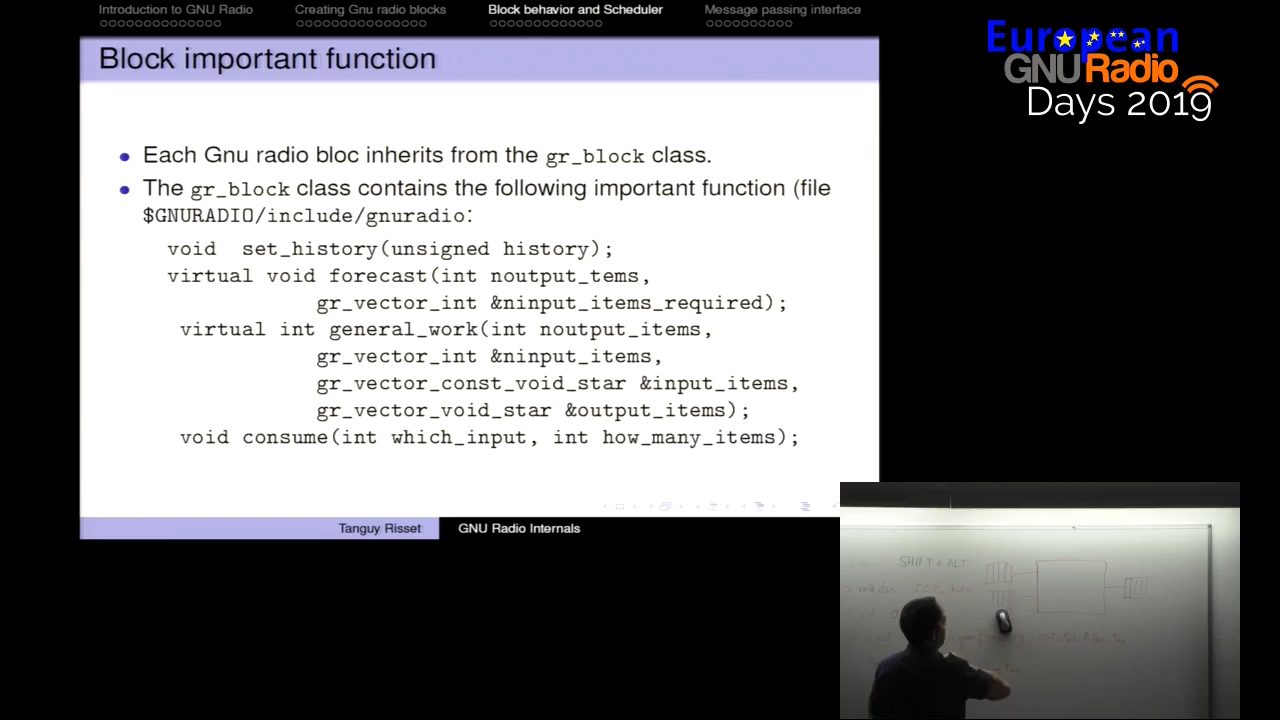 Introduction to GNU Radio Creating Gnu radio blocks Block behavior and Scheduler Message passing interface
Block important function
European
GNURadio
Days 2019
• Each Gnu radio bloc inherits from the gr_block class.
• The gr_block class contains the following important function (file
$GNURADIO/include/gnuradio:
void set_history(unsigned history);
virtual void forecast(int noutput_tems,
gr_vector_int &ninput_items_required);
virtual int general_work(int noutput_items,
gr_vector_int &ninput_items,
gr_vector_const_void_star &input_items,
gr_vector_void_star &output_items);
void consume(int which_input, int how_many_items);
Tanguy Risset GNU Radio Internals
SHIFT + ALT